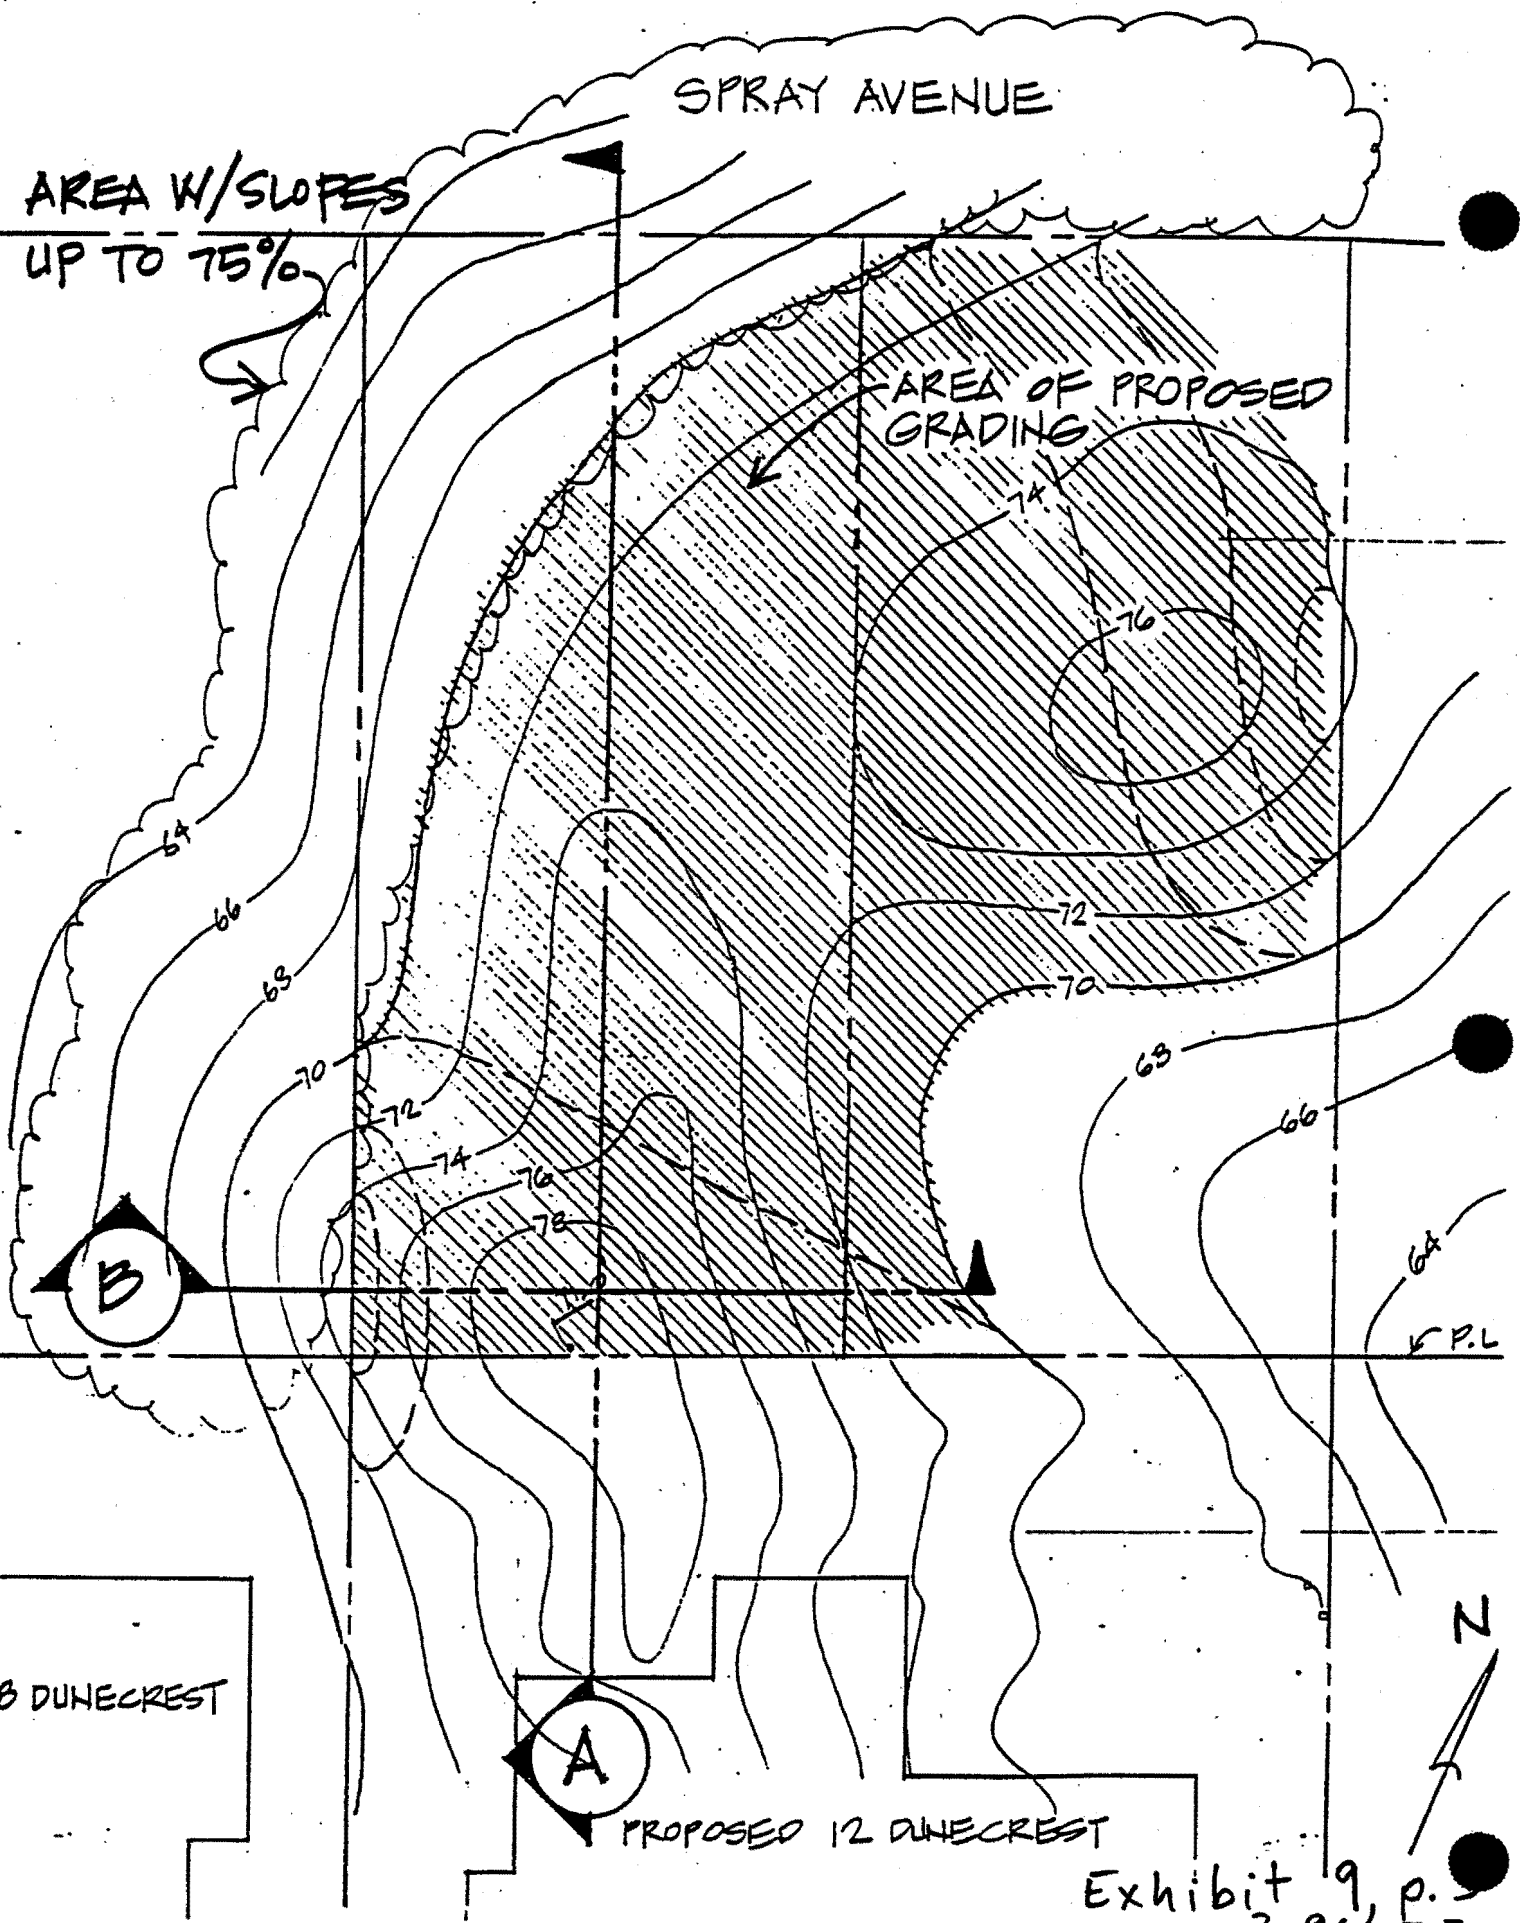 SPRAY AVENUE
AREA W/SLOPES
UP TO 75%
AREA OF PROPOSED
GRADING
74
76
64
66
72
68
70
70
68
72
66
74
76
78
64
B
P.L
N
8 DUNECREST
A
PROPOSED 12 DUNECREST
Exhibit 9, p.